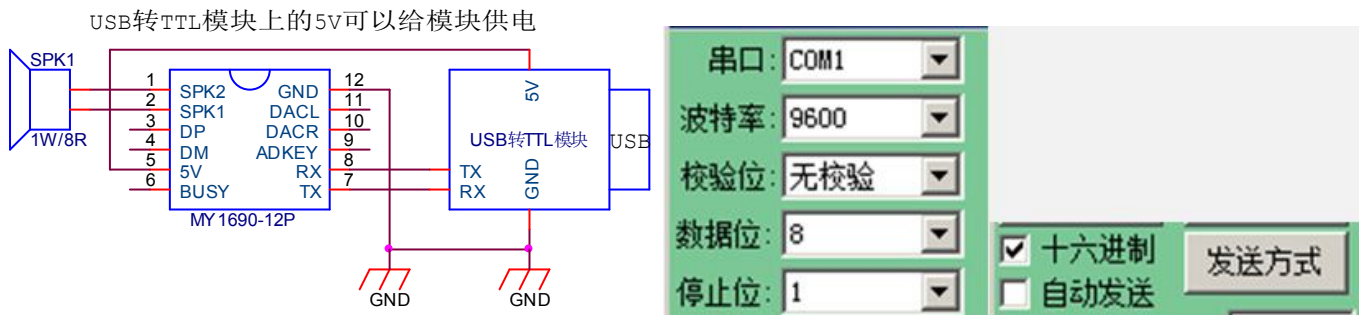 USB转TTL模块上的5V可以给模块供电
SPK1
1W/8R
1 SPK2
2 SPK1
3 DP
4 DM
5 5V
6 BUSY
GND 12
DACL 11
DACR 10
ADKEY 9
RX 8
TX 7
MY1690-12P
5V
USB转TTL模块
USB
TX
RX
GND
GND
GND
串口: COM1
波特率: 9600
校验位: 无校验
数据位: 8
停止位: 1
十六进制
自动发送
发送方式